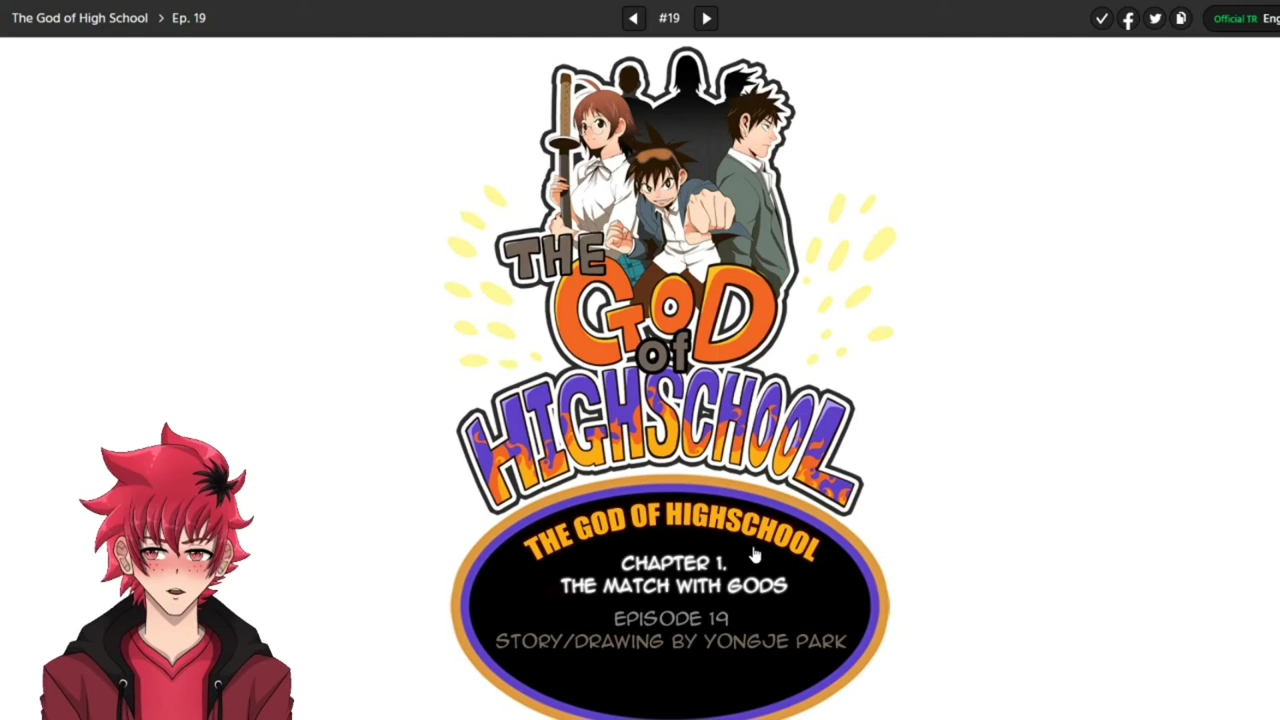 The God of High School > Ep. 19
#19
Official TR Eng
THE
GOD
of
HIGHSCHOOL
THE GOD OF HIGHSCHOOL
CHAPTER 1.
THE MATCH WITH GODS
EPISODE 19
STORY/DRAWING BY YONGJE PARK